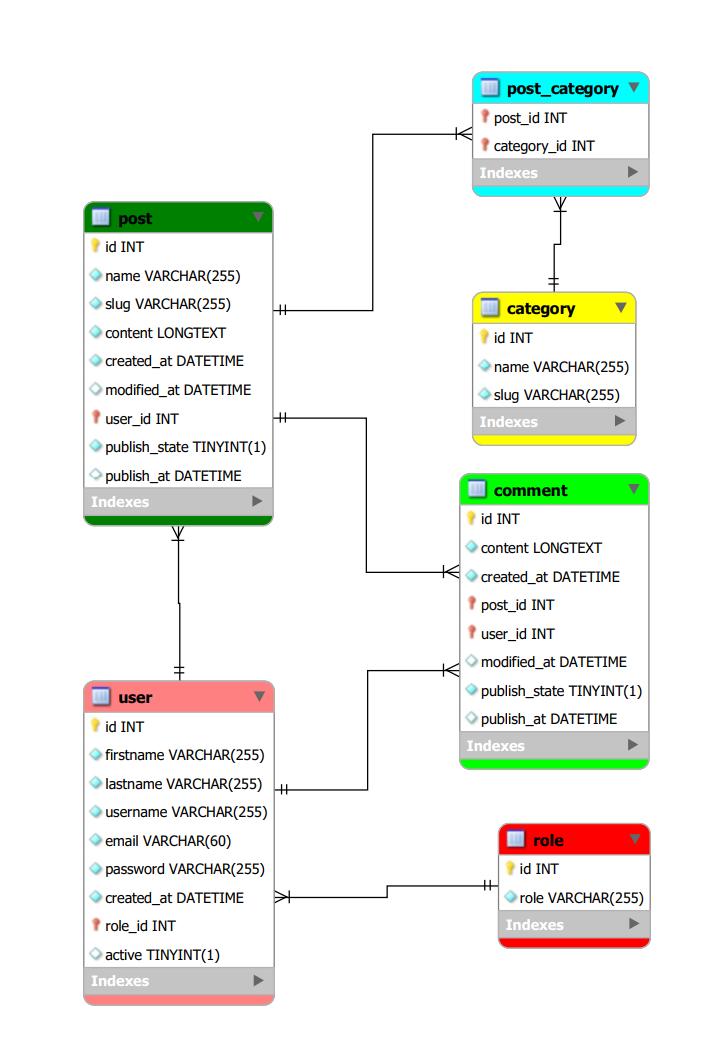 post_category
post_id INT
category_id INT
Indexes
post
id INT
name VARCHAR(255)
slug VARCHAR(255)
content LONGTEXT
created_at DATETIME
modified_at DATETIME
user_id INT
publish_state TINYINT(1)
publish_at DATETIME
Indexes
category
id INT
name VARCHAR(255)
slug VARCHAR(255)
Indexes
comment
id INT
content LONGTEXT
created_at DATETIME
post_id INT
user_id INT
modified_at DATETIME
publish_state TINYINT(1)
publish_at DATETIME
Indexes
user
id INT
firstname VARCHAR(255)
lastname VARCHAR(255)
username VARCHAR(255)
email VARCHAR(60)
password VARCHAR(255)
created_at DATETIME
role_id INT
active TINYINT(1)
Indexes
role
id INT
role VARCHAR(255)
Indexes